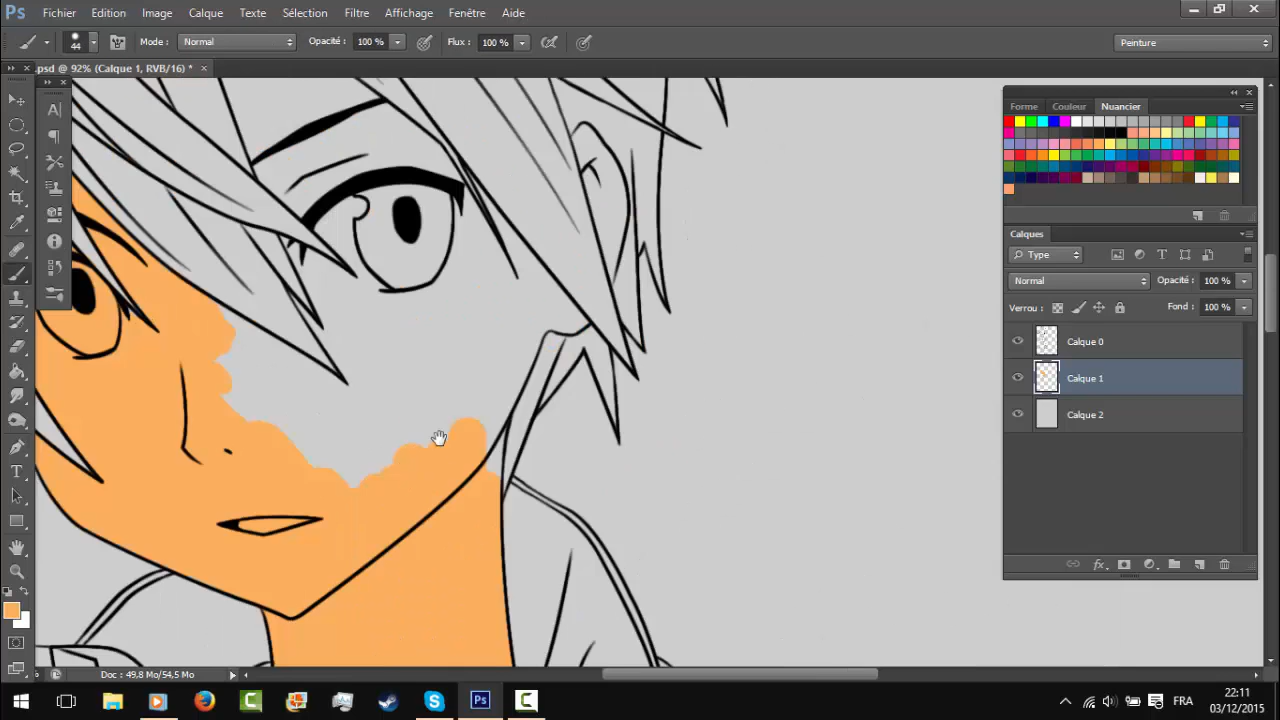 Ps Fichier Edition Image Calque Texte Sélection Filtre Affichage Fenêtre Aide
44 Mode : Normal Opacité : 100 % Flux : 100 % Peinture
.psd @ 92% (Calque 1, RVB/16) * ×
A
Forme Couleur Nuancier
Calques
Type
Normal Opacité : 100 %
Verrou : Fond : 100 %
Calque 0
Calque 1
Calque 2
T
fx
Doc : 49,8 Mo/54,5 Mo
FRA 22:11
03/12/2015